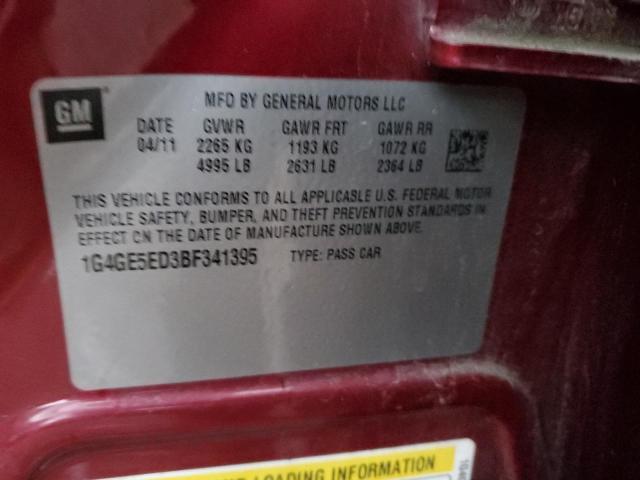 GM
MFD BY GENERAL MOTORS LLC
DATE GVWR GAWR FRT GAWR RR
04/11 2265 KG 1193 KG 1072 KG
4995 LB 2631 LB 2364 LB
THIS VEHICLE CONFORMS TO ALL APPLICABLE U.S. FEDERAL MOTOR
VEHICLE SAFETY, BUMPER, AND THEFT PREVENTION STANDARDS IN
EFFECT ON THE DATE OF MANUFACTURE SHOWN ABOVE.
1G4GE5ED3BF341395 TYPE: PASS CAR
LOADING INFORMATION